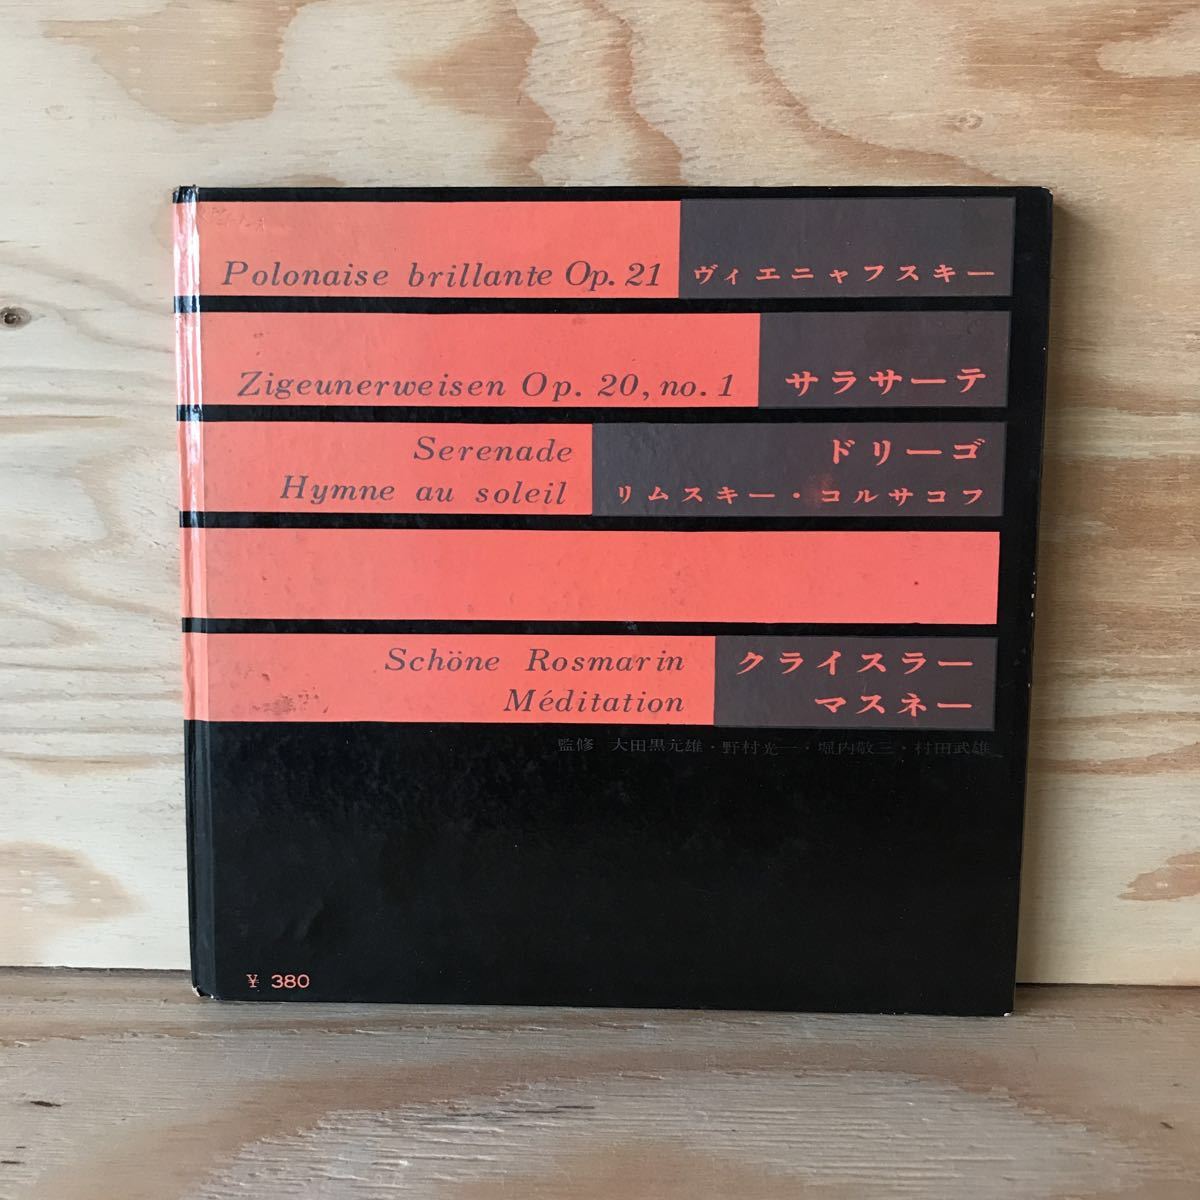 Polonaise brillante Op. 21 ヴィエニャフスキー
Zigeunerweisen Op. 20, no. 1 サラサーテ
Serenade ドリーゴ
Hymne au soleil リムスキー・コルサコフ
Schöne Rosmarin クライスラー
Méditation マスネー
監修 大田黒元雄・野村光一・堀内敬三・村田武雄
¥ 380